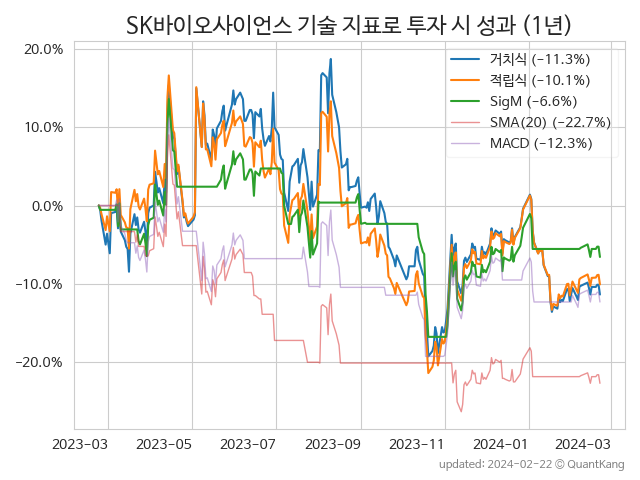 SK바이오사이언스 기술 지표로 투자 시 성과 (1년)
20.0%
10.0%
0.0%
−10.0%
−20.0%
거치식 (−11.3%)
적립식 (−10.1%)
SigM (−6.6%)
SMA(20) (−22.7%)
MACD (−12.3%)
2023−03
2023−05
2023−07
2023−09
2023−11
2024−01
2024−03
updated: 2024−02−22 © QuantKang